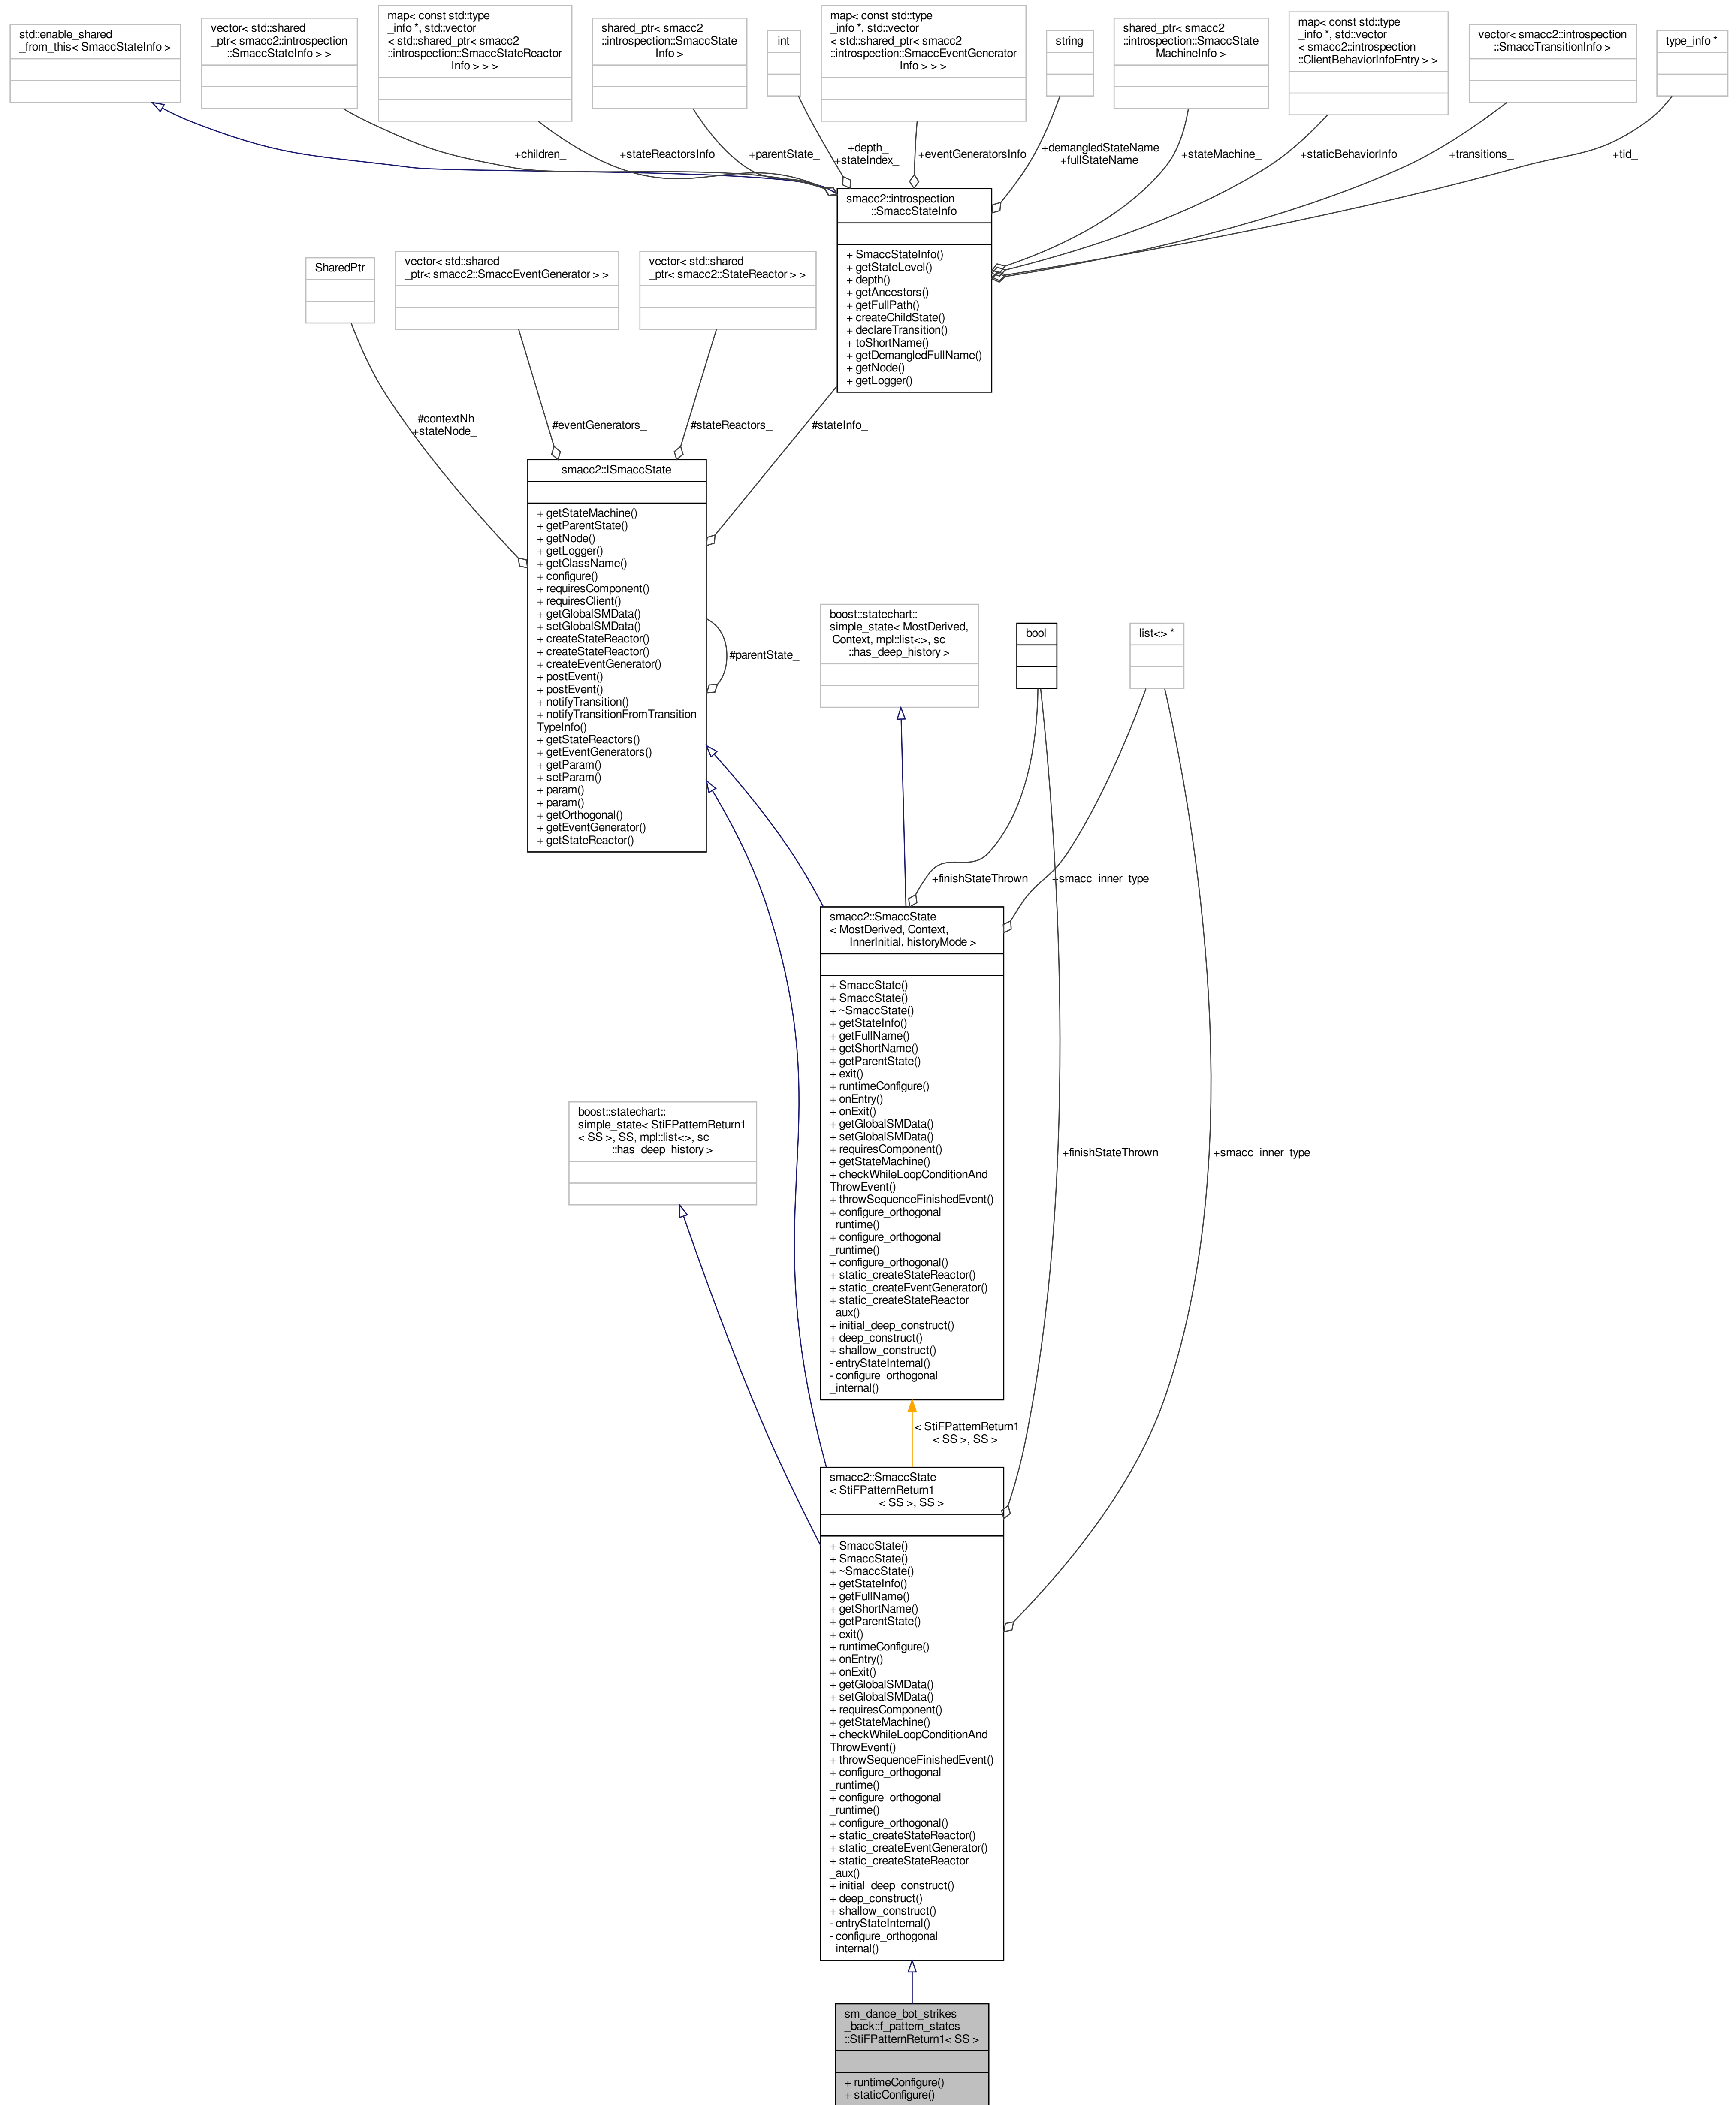 std::enable_shared
_from_this< SmaccStateInfo >
vector< std::shared
_ptr< smacc2::introspection
::SmaccStateInfo > >
map< const std::type
_info *, std::vector
< std::shared_ptr< smacc2
::introspection::SmaccStateReactor
Info > > >
shared_ptr< smacc2
::introspection::SmaccState
Info >
int
map< const std::type
_info *, std::vector
< std::shared_ptr< smacc2
::introspection::SmaccEventGenerator
Info > > >
string
shared_ptr< smacc2
::introspection::SmaccState
MachineInfo >
map< const std::type
_info *, std::vector
< smacc2::introspection
::ClientBehaviorInfoEntry > >
vector< smacc2::introspection
::SmaccTransitionInfo >
type_info *
+children_
+stateReactorsInfo
+parentState_
+depth_
+stateIndex_
+eventGeneratorsInfo
+demangledStateName
+fullStateName
+stateMachine_
+staticBehaviorInfo
+transitions_
+tid_
smacc2::introspection
::SmaccStateInfo
+ SmaccStateInfo()
+ getStateLevel()
+ depth()
+ getAncestors()
+ getFullPath()
+ createChildState()
+ declareTransition()
+ toShortName()
+ getDemangledFullName()
+ getNode()
+ getLogger()
SharedPtr
vector< std::shared
_ptr< smacc2::SmaccEventGenerator > >
vector< std::shared
_ptr< smacc2::StateReactor > >
#contextNh
+stateNode_
#eventGenerators_
#stateReactors_
#stateInfo_
smacc2::ISmaccState
+ getStateMachine()
+ getParentState()
+ getNode()
+ getLogger()
+ getClassName()
+ configure()
+ requiresComponent()
+ requiresClient()
+ getGlobalSMData()
+ setGlobalSMData()
+ createStateReactor()
+ createStateReactor()
+ createEventGenerator()
+ postEvent()
+ postEvent()
+ notifyTransition()
+ notifyTransitionFromTransition
TypeInfo()
+ getStateReactors()
+ getEventGenerators()
+ getParam()
+ setParam()
+ param()
+ param()
+ getOrthogonal()
+ getEventGenerator()
+ getStateReactor()
#parentState_
boost::statechart::
simple_state< MostDerived,
Context, mpl::list<>, sc
::has_deep_history >
bool
list<> *
+finishStateThrown
+smacc_inner_type
smacc2::SmaccState
< MostDerived, Context,
InnerInitial, historyMode >
+ SmaccState()
+ SmaccState()
+ ~SmaccState()
+ getStateInfo()
+ getFullName()
+ getShortName()
+ getParentState()
+ exit()
+ runtimeConfigure()
+ onEntry()
+ onExit()
+ getGlobalSMData()
+ setGlobalSMData()
+ requiresComponent()
+ getStateMachine()
+ checkWhileLoopConditionAnd
ThrowEvent()
+ throwSequenceFinishedEvent()
+ configure_orthogonal
_runtime()
+ configure_orthogonal
_runtime()
+ configure_orthogonal()
+ static_createStateReactor()
+ static_createEventGenerator()
+ static_createStateReactor
_aux()
+ initial_deep_construct()
+ deep_construct()
+ shallow_construct()
- entryStateInternal()
- configure_orthogonal
_internal()
boost::statechart::
simple_state< StiFPatternReturn1
< SS >, SS, mpl::list<>, sc
::has_deep_history >
+finishStateThrown
+smacc_inner_type
< StiFPatternReturn1
< SS >, SS >
smacc2::SmaccState
< StiFPatternReturn1
< SS >, SS >
+ SmaccState()
+ SmaccState()
+ ~SmaccState()
+ getStateInfo()
+ getFullName()
+ getShortName()
+ getParentState()
+ exit()
+ runtimeConfigure()
+ onEntry()
+ onExit()
+ getGlobalSMData()
+ setGlobalSMData()
+ requiresComponent()
+ getStateMachine()
+ checkWhileLoopConditionAnd
ThrowEvent()
+ throwSequenceFinishedEvent()
+ configure_orthogonal
_runtime()
+ configure_orthogonal
_runtime()
+ configure_orthogonal()
+ static_createStateReactor()
+ static_createEventGenerator()
+ static_createStateReactor
_aux()
+ initial_deep_construct()
+ deep_construct()
+ shallow_construct()
- entryStateInternal()
- configure_orthogonal
_internal()
sm_dance_bot_strikes
_back::f_pattern_states
::StiFPatternReturn1< SS >
+ runtimeConfigure()
+ staticConfigure()